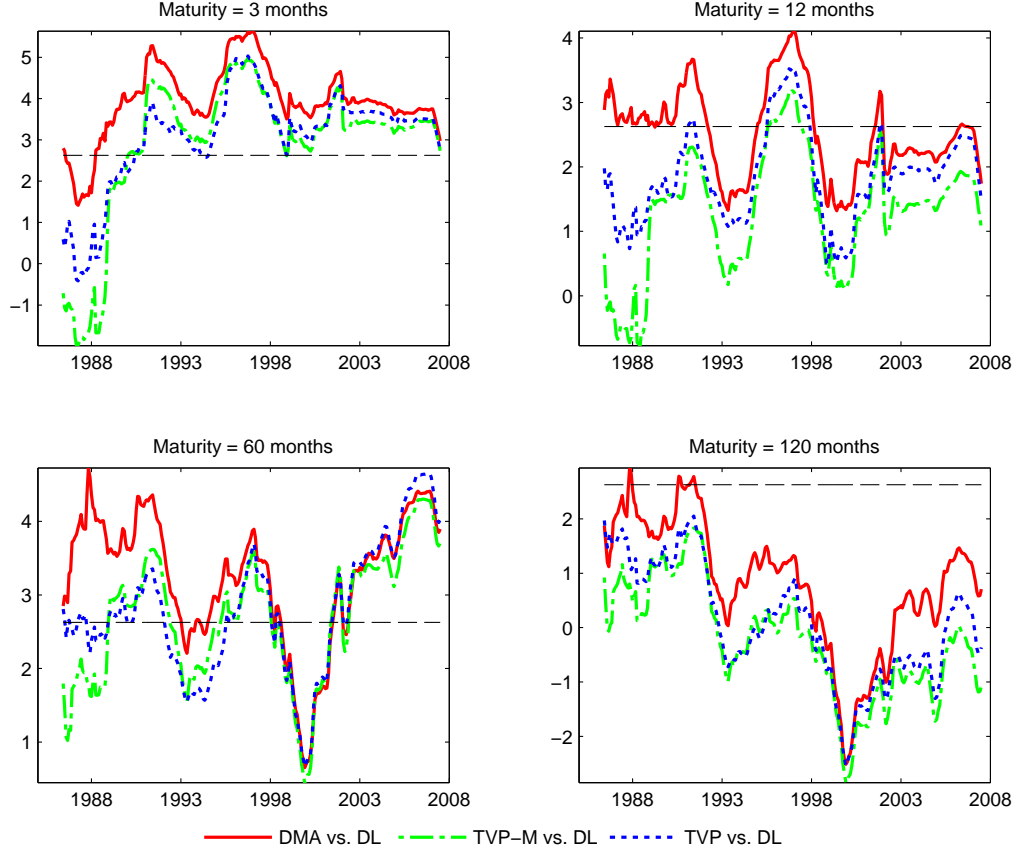 Maturity = 3 months
5
4
3
2
1
0
−1
1988 1993 1998 2003 2008
Maturity = 12 months
4
3
2
1
0
1988 1993 1998 2003 2008
Maturity = 60 months
4
3
2
1
1988 1993 1998 2003 2008
Maturity = 120 months
2
1
0
−1
−2
1988 1993 1998 2003 2008
DMA vs. DL TVP−M vs. DL TVP vs. DL